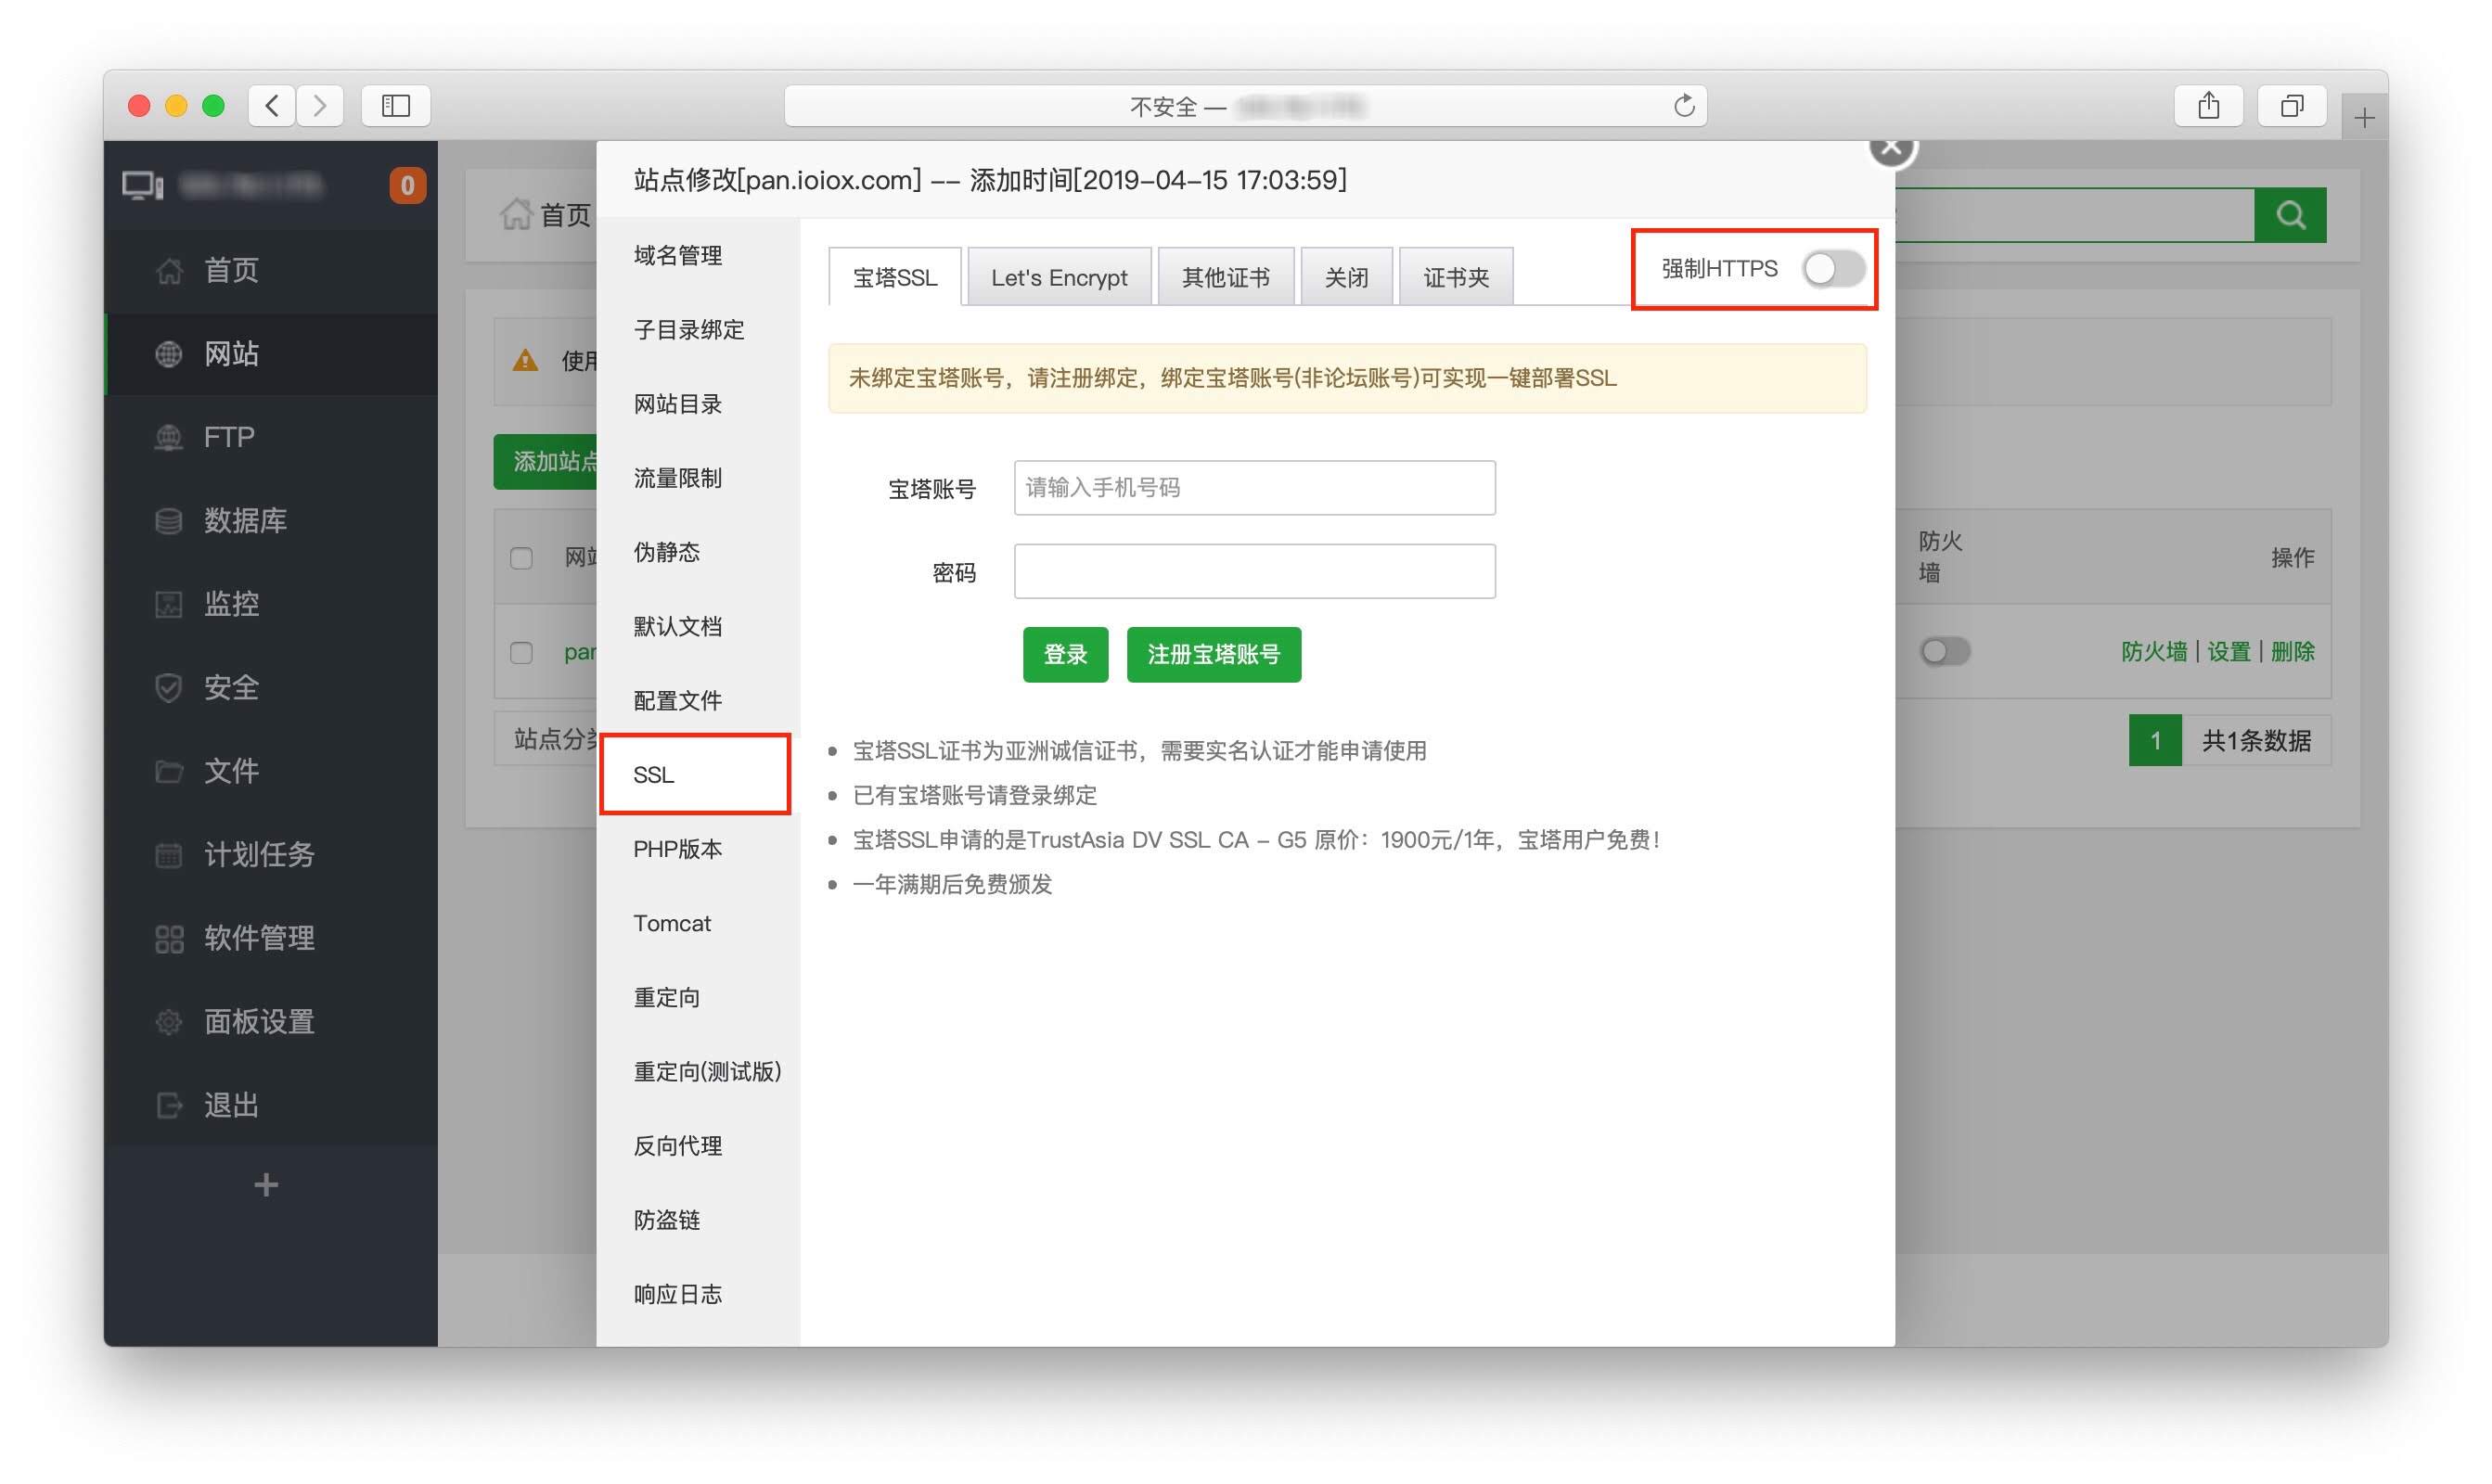 不安全 —
0
首页
网站
FTP
数据库
监控
安全
文件
计划任务
软件管理
面板设置
退出
首页
使用
添加站点
网站
pan
站点分类
站点修改[pan.ioiox.com] -- 添加时间[2019-04-15 17:03:59]
域名管理
子目录绑定
网站目录
流量限制
伪静态
默认文档
配置文件
SSL
PHP版本
Tomcat
重定向
重定向(测试版)
反向代理
防盗链
响应日志
宝塔SSL
Let's Encrypt
其他证书
关闭
证书夹
强制HTTPS
未绑定宝塔账号，请注册绑定，绑定宝塔账号(非论坛账号)可实现一键部署SSL
宝塔账号
请输入手机号码
密码
登录
注册宝塔账号
宝塔SSL证书为亚洲诚信证书，需要实名认证才能申请使用
已有宝塔账号请登录绑定
宝塔SSL申请的是TrustAsia DV SSL CA - G5 原价：1900元/1年，宝塔用户免费！
一年满期后免费颁发
防火
墙
操作
防火墙 | 设置 | 删除
1
共1条数据